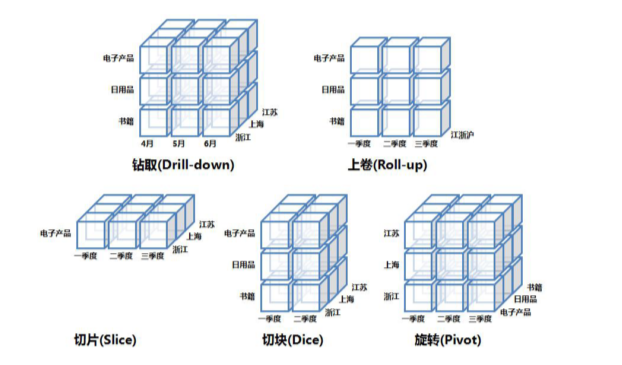 电子产品
日用品
书籍
4月 5月 6月
江苏
上海
浙江
钻取(Drill-down)
电子产品
日用品
书籍
一季度 二季度 三季度
江浙沪
上卷(Roll-up)
电子产品
一季度 二季度 三季度
江苏
上海
浙江
切片(Slice)
电子产品
日用品
书籍
一季度 二季度
江苏
上海
浙江
切块(Dice)
江苏
上海
浙江
一季度 二季度 三季度
书籍
日用品
电子产品
旋转(Pivot)